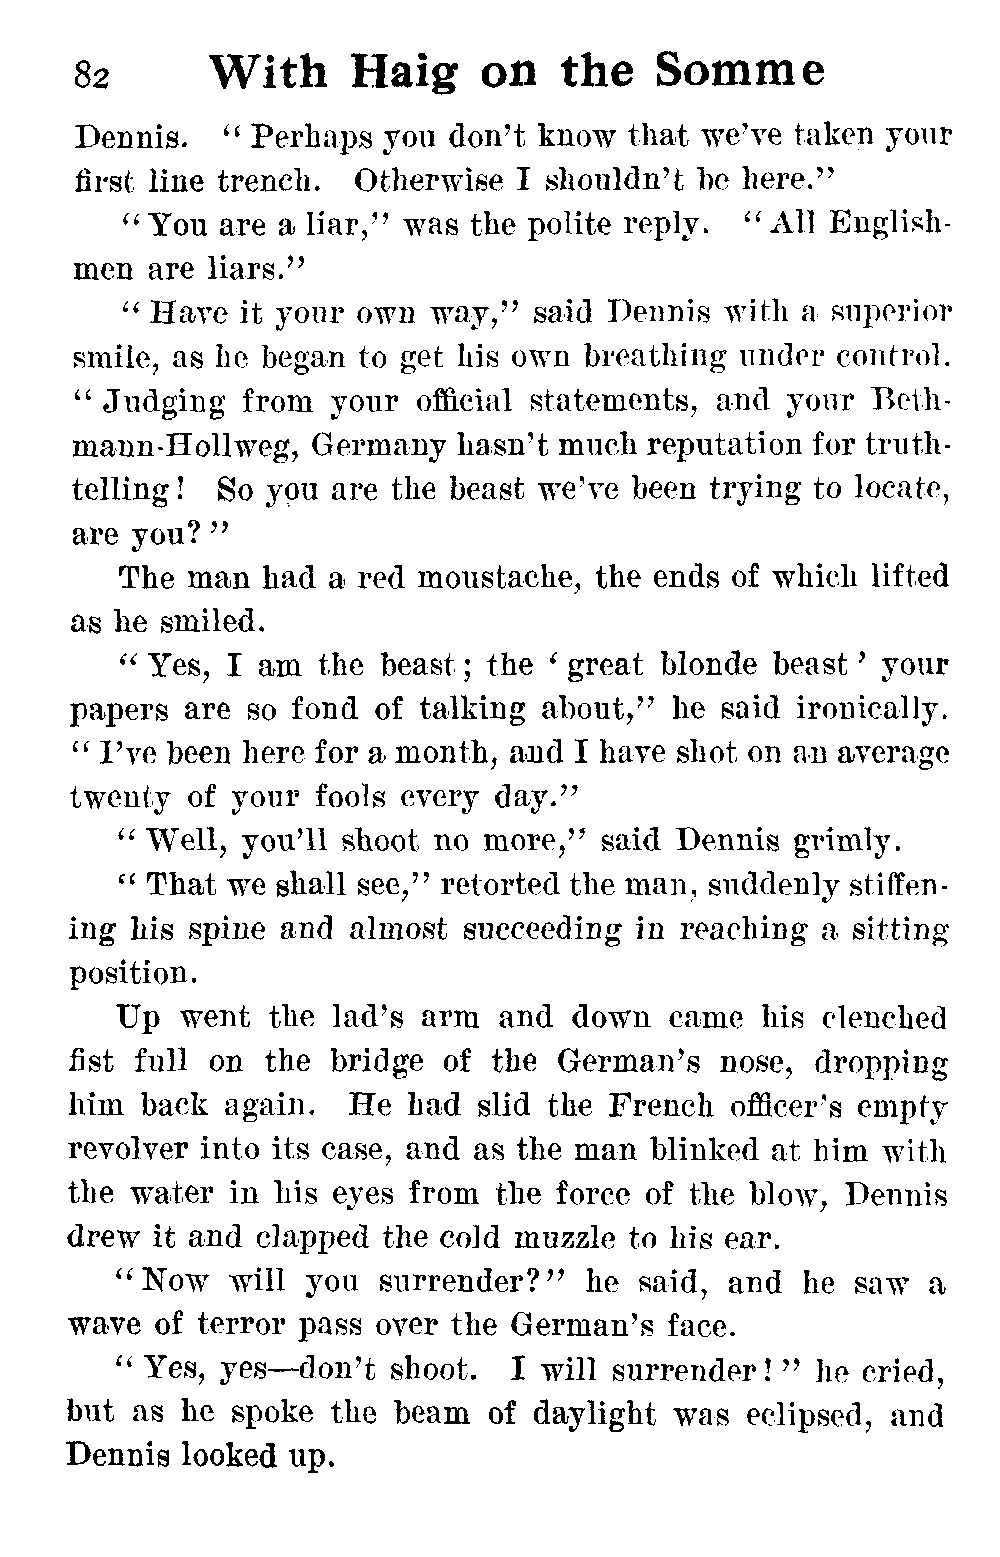 82 With Haig on the Somme
Dennis. "Perhaps you don't know that we've taken your
first line trench. Otherwise I shouldn't be here."
"You are a liar," was the polite reply. "All English-
men are liars."
"Have it your own way," said Dennis with a superior
smile, as he began to get his own breathing under control.
"Judging from your official statements, and your Beth-
mann-Hollweg, Germany hasn't much reputation for truth-
telling! So you are the beast we've been trying to locate,
are you?"
The man had a red moustache, the ends of which lifted
as he smiled.
"Yes, I am the beast; the 'great blonde beast' your
papers are so fond of talking about," he said ironically.
"I've been here for a month, and I have shot on an average
twenty of your fools every day."
"Well, you'll shoot no more," said Dennis grimly.
"That we shall see," retorted the man, suddenly stiffen-
ing his spine and almost succeeding in reaching a sitting
position.
Up went the lad's arm and down came his clenched
fist full on the bridge of the German's nose, dropping
him back again. He had slid the French officer's empty
revolver into its case, and as the man blinked at him with
the water in his eyes from the force of the blow, Dennis
drew it and clapped the cold muzzle to his ear.
"Now will you surrender?" he said, and he saw a
wave of terror pass over the German's face.
"Yes, yes—don't shoot. I will surrender!" he cried,
but as he spoke the beam of daylight was eclipsed, and
Dennis looked up.